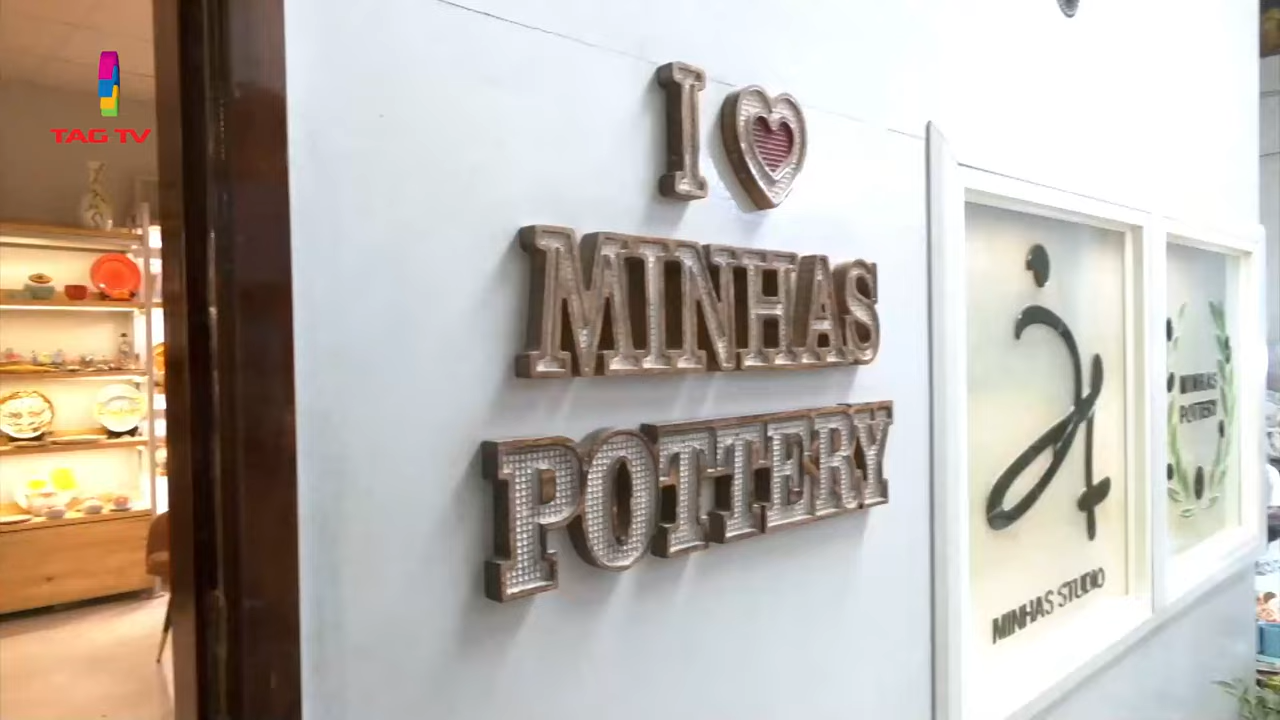 TAG TV
I
MINHAS
POTTERY
MINHAS STUDIO
MINHAS
POTTERY